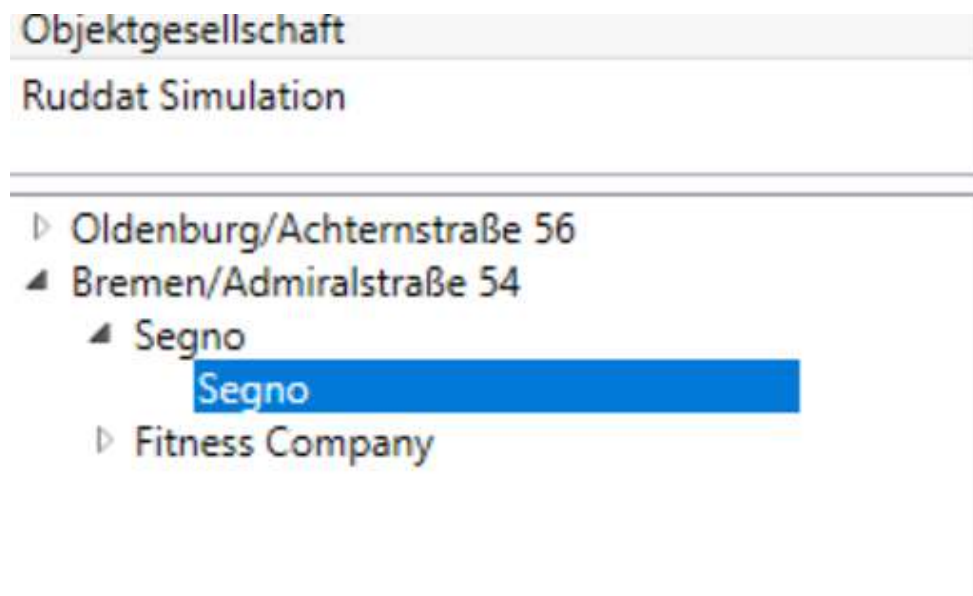 Objektgesellschaft
Ruddat Simulation
Oldenburg/Achternstraße 56
Bremen/Admiralstraße 54
Segno
Segno
Fitness Company